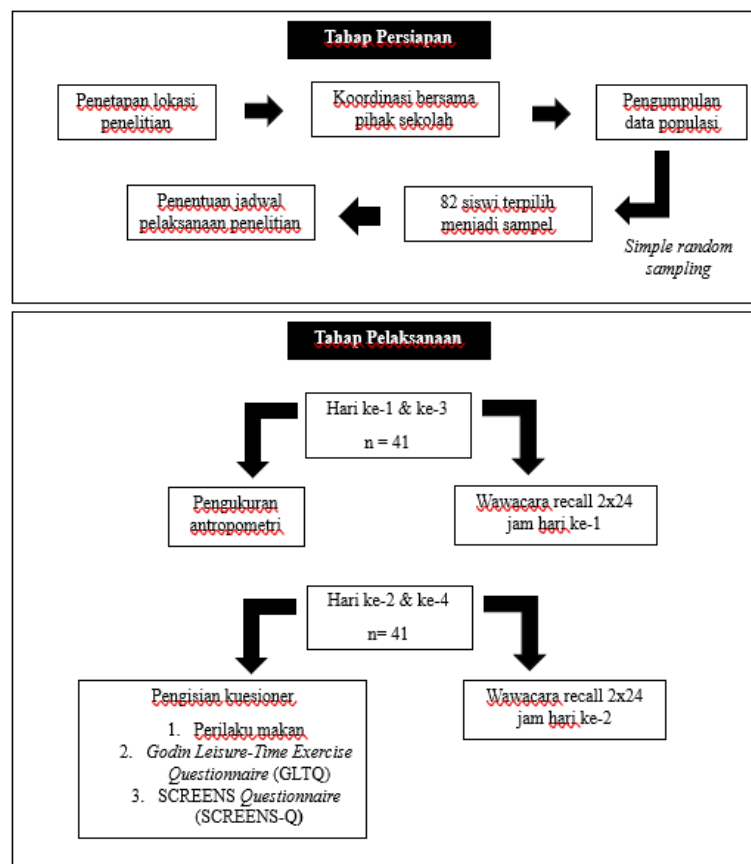 Tahap Persiapan
Penetapan lokasi
penelitian
Koordinasi bersama
pihak sekolah
Pengumpulan
data populasi
Simple random
sampling
82 siswi terpilih
menjadi sampel
Penentuan jadwal
pelaksanaan penelitian
Tahap Pelaksanaan
Hari ke-1 & ke-3
n = 41
Pengukuran
antropometri
Wawacara recall 2x24
jam hari ke-1
Hari ke-2 & ke-4
n= 41
Pengisian kuesioner
1. Perilaku makan
2. Godin Leisure-Time Exercise
Questionnaire (GLTQ)
3. SCREENS Questionnaire
(SCREENS-Q)
Wawacara recall 2x24
jam hari ke-2